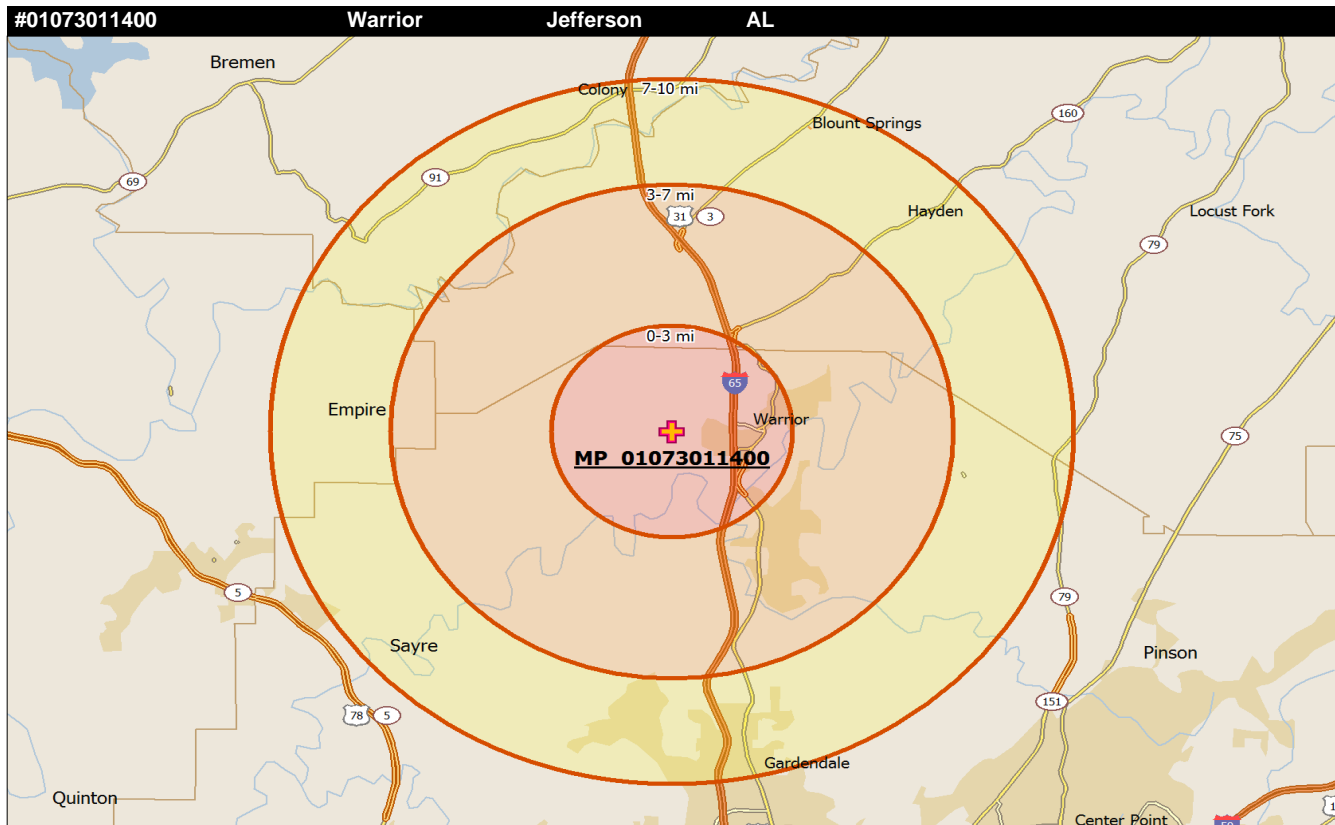 #01073011400 Warrior Jefferson AL
Bremen
Colony 7-10 mi
160
Blount Springs
91
69
3-7 mi
31 3
Hayden
Locust Fork
79
0-3 mi
65
Empire
Warrior
75
MP 01073011400
5
79
Sayre
Pinson
151
78 5
Gardendale
Quinton
Center Point